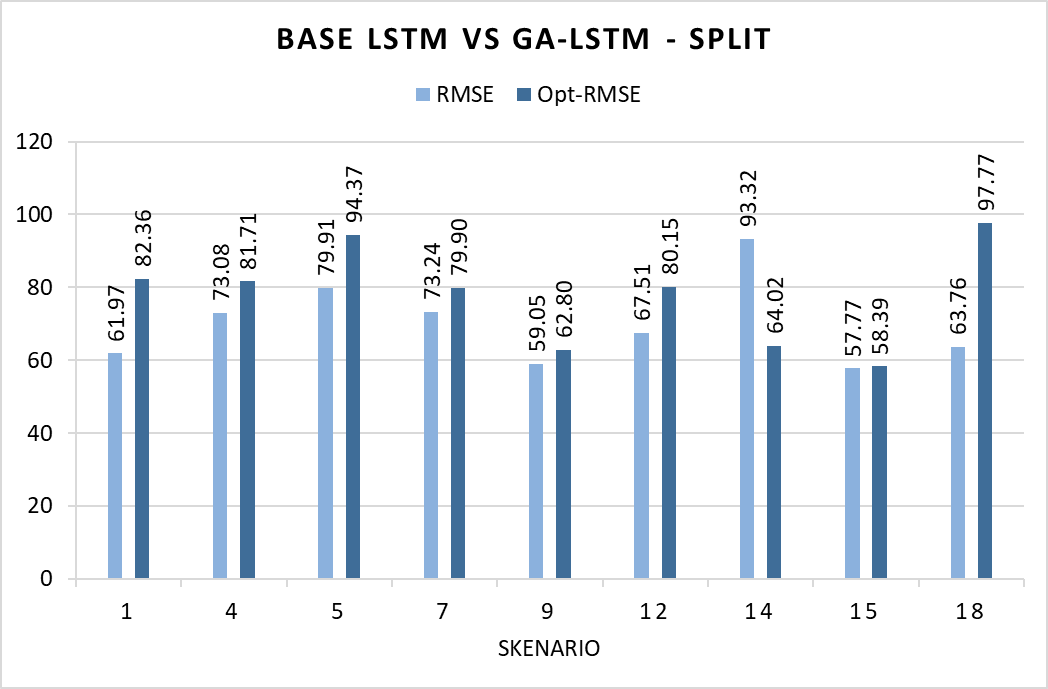 BASE LSTM VS GA-LSTM - SPLIT
RMSE Opt-RMSE
120
100
80
60
40
20
0
61.97 82.36 73.08 81.71 79.91 94.37 73.24 79.90 59.05 62.80 67.51 80.15 93.32 64.02 57.77 58.39 63.76 97.77
1 4 5 7 9 12 14 15 18
SKENARIO